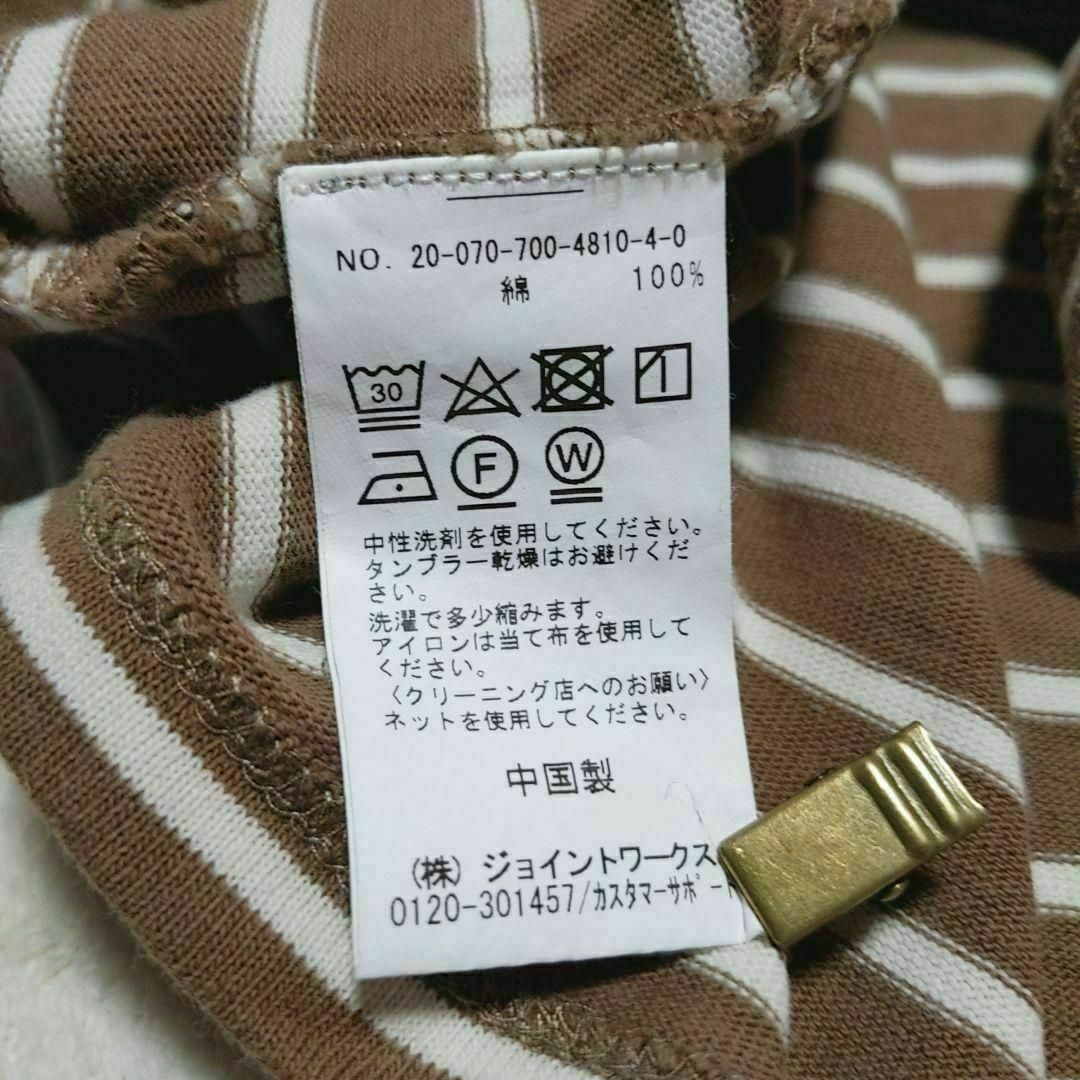 NO. 20-070-700-4810-4-0
綿 100%
30
F W
中性洗剤を使用してください。
タンブラー乾燥はお避けくだ
さい。
洗濯で多少縮みます。
アイロンは当て布を使用して
ください。
〈クリーニング店へのお願い〉
ネットを使用してください。
中国製
(株) ジョイントワークス
0120-301457/カスタマーサポート